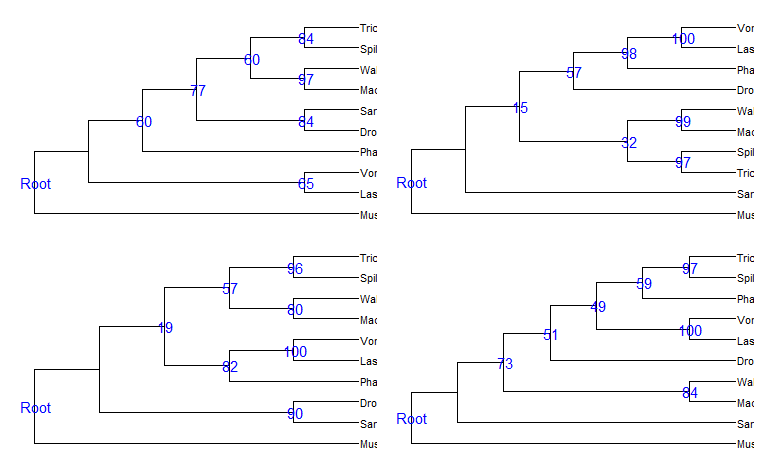 Tric
84
Spil
60
Wal
97
77
Mac
Sar
60
84
Dro
Pha
Vor
Root
65
Las
Mus
Vor
100
Las
98
Pha
57
Dro
15
Wal
99
Mac
32
Spil
97
Tric
Root
Sar
Mus
Tric
96
Spil
57
Wal
80
Mac
19
Vor
100
Las
82
Pha
Dro
Root
90
Sar
Mus
Tric
97
Spil
59
Pha
49
Vor
100
51
Las
Dro
73
Wal
84
Mac
Root
Sar
Mus